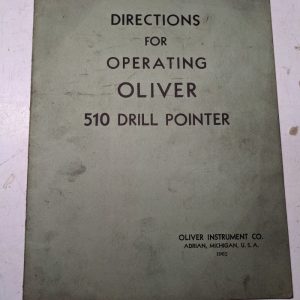 DIRECTIONS
FOR
OPERATING
OLIVER
510 DRILL POINTER
OLIVER INSTRUMENT CO.
ADRIAN, MICHIGAN, U. S. A.